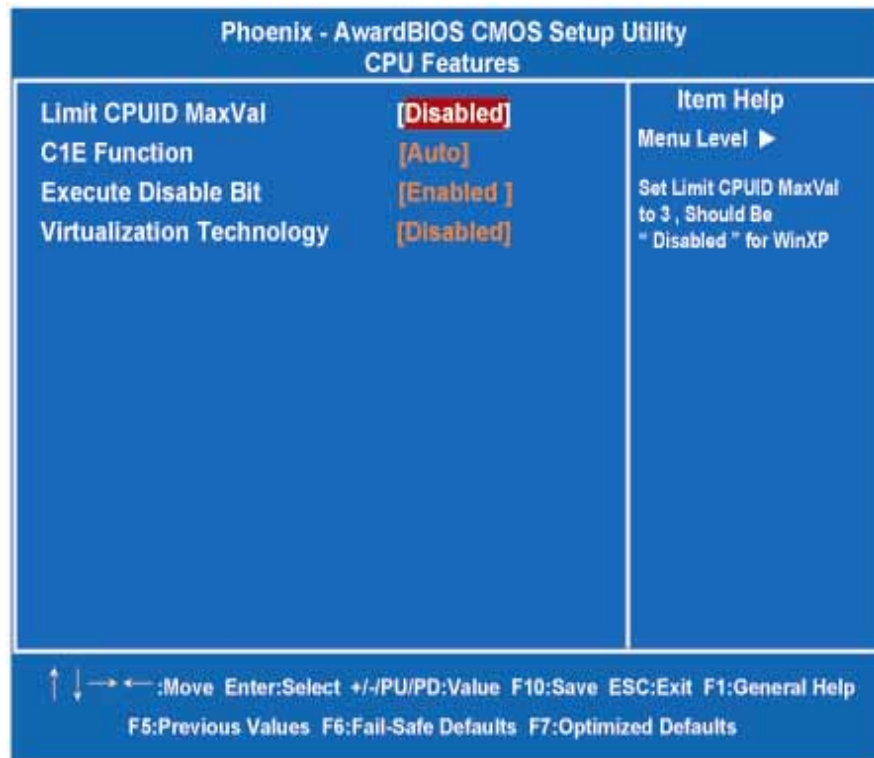 Phoenix - AwardBIOS CMOS Setup Utility
CPU Features
Limit CPUID MaxVal [Disabled]
C1E Function [Auto]
Execute Disable Bit [Enabled ]
Virtualization Technology [Disabled]
Item Help
Menu Level ▶
Set Limit CPUID MaxVal
to 3 , Should Be
“ Disabled ” for WinXP
↑ ↓ → ← :Move Enter:Select +/-/PU/PD:Value F10:Save ESC:Exit F1:General Help
F5:Previous Values F6:Fail-Safe Defaults F7:Optimized Defaults